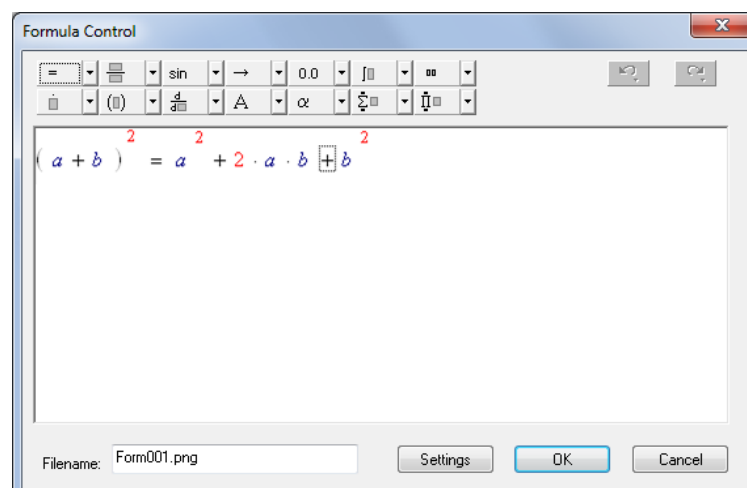 Formula Control
= sin → 0.0 ∫
(▯) d/d▯ A α Σ▯ Π▯
( a + b )² = a² + 2 · a · b + b²
Filename: Form001.png Settings OK Cancel